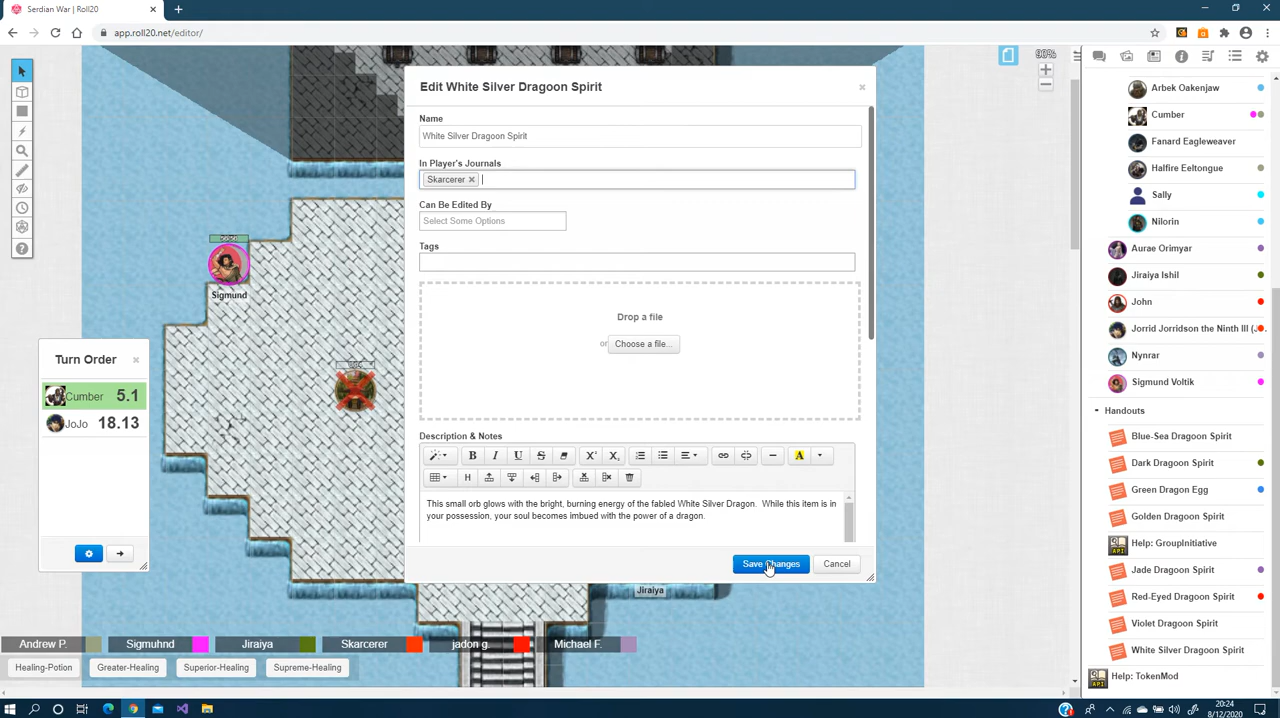 Serdian War | Roll20
app.roll20.net/editor/
90%
Edit White Silver Dragoon Spirit
Name
White Silver Dragoon Spirit
In Player's Journals
Skarcerer
Can Be Edited By
Select Some Options
Tags
Drop a file
or Choose a file...
Description & Notes
This small orb glows with the bright, burning energy of the fabled White Silver Dragon. While this item is in
your possession, your soul becomes imbued with the power of a dragon.
Save Changes
Cancel
Sigmund
Turn Order
Cumber 5.1
JoJo 18.13
Jiraiya
Andrew P.
Sigmuhnd
Jiraiya
Skarcerer
jadon g.
Michael F.
Healing-Potion
Greater-Healing
Superior-Healing
Supreme-Healing
Arbek Oakenjaw
Cumber
Fanard Eagleweaver
Halfire Eeltongue
Sally
Nilorin
Aurae Orimyar
Jiraiya Ishil
John
Jorrid Jorridson the Ninth III (J...
Nynrar
Sigmund Voltik
Handouts
Blue-Sea Dragoon Spirit
Dark Dragoon Spirit
Green Dragon Egg
Golden Dragoon Spirit
Help: GroupInitiative
Jade Dragoon Spirit
Red-Eyed Dragoon Spirit
Violet Dragoon Spirit
White Silver Dragoon Spirit
Help: TokenMod
20:24
8/12/2020